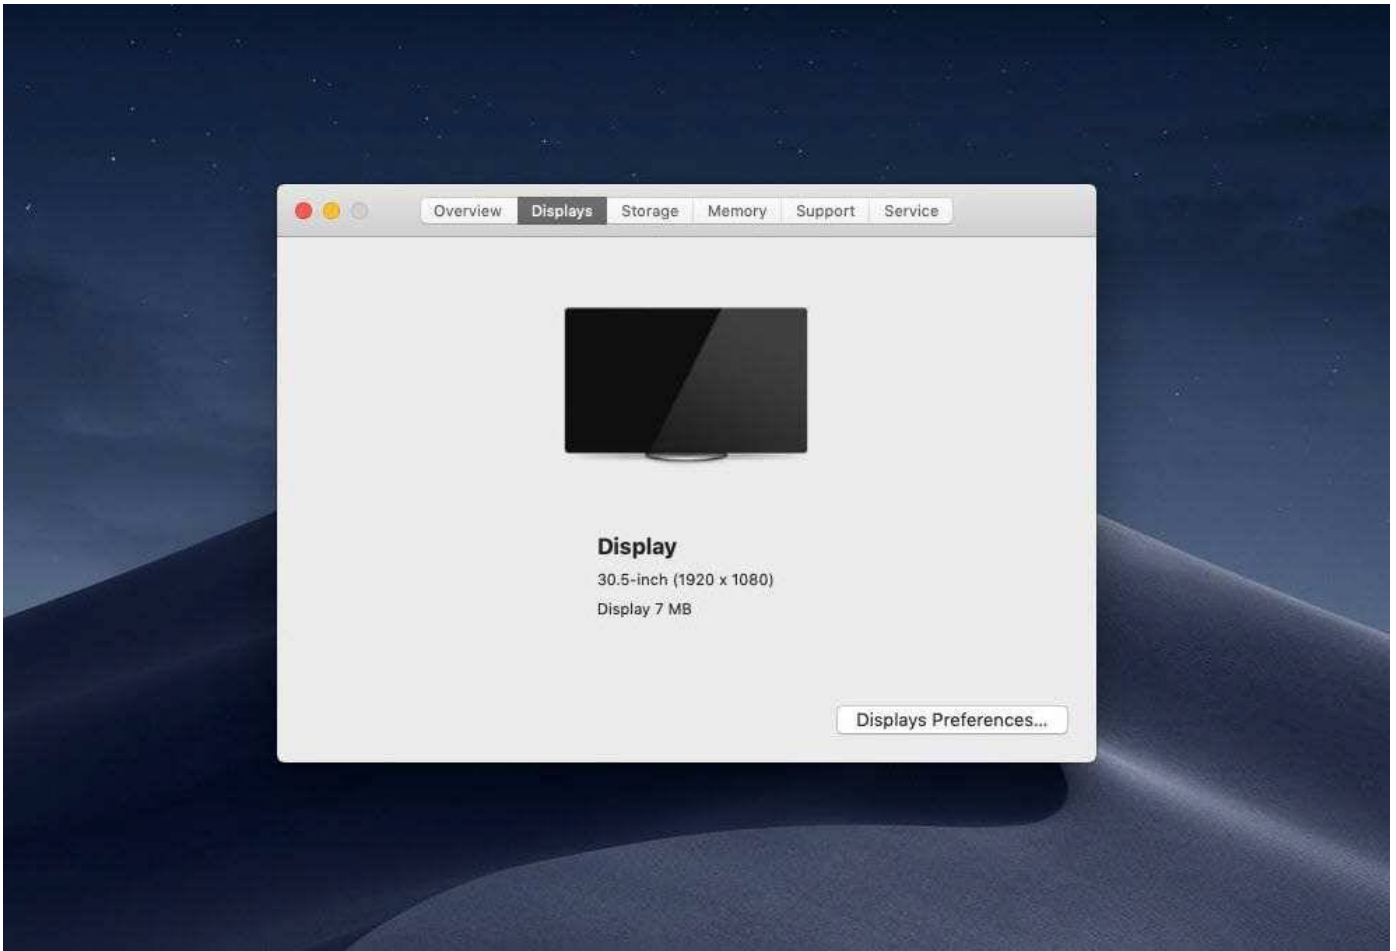 Overview Displays Storage Memory Support Service
Display
30.5-inch (1920 x 1080)
Display 7 MB
Displays Preferences...